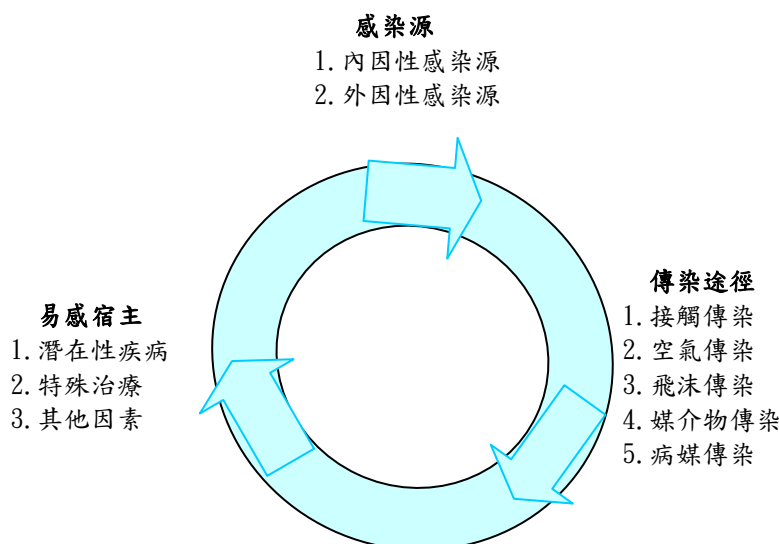 感染源
1. 內因性感染源
2. 外因性感染源
傳染途徑
1. 接觸傳染
2. 空氣傳染
3. 飛沫傳染
4. 媒介物傳染
5. 病媒傳染
易感宿主
1. 潛在性疾病
2. 特殊治療
3. 其他因素